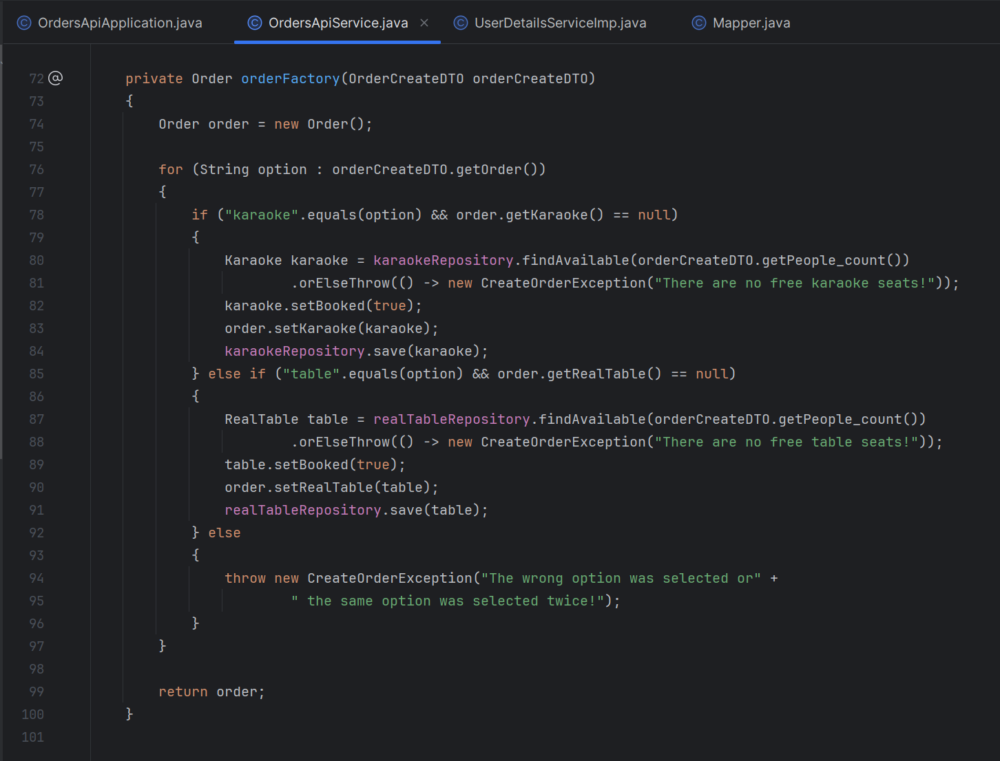 OrdersApiApplication.java OrdersApiService.java UserDetailsServiceImp.java Mapper.java
72 @ private Order orderFactory(OrderCreateDTO orderCreateDTO)
73 {
74 Order order = new Order();
75
76 for (String option : orderCreateDTO.getOrder())
77 {
78 if ("karaoke".equals(option) && order.getKaraoke() == null)
79 {
80 Karaoke karaoke = karaokeRepository.findAvailable(orderCreateDTO.getPeople_count())
81 .orElseThrow(() -> new CreateOrderException("There are no free karaoke seats!"));
82 karaoke.setBooked(true);
83 order.setKaraoke(karaoke);
84 karaokeRepository.save(karaoke);
85 } else if ("table".equals(option) && order.getRealTable() == null)
86 {
87 RealTable table = realTableRepository.findAvailable(orderCreateDTO.getPeople_count())
88 .orElseThrow(() -> new CreateOrderException("There are no free table seats!"));
89 table.setBooked(true);
90 order.setRealTable(table);
91 realTableRepository.save(table);
92 } else
93 {
94 throw new CreateOrderException("The wrong option was selected or" +
95 " the same option was selected twice!");
96 }
97 }
98
99 return order;
100 }
101